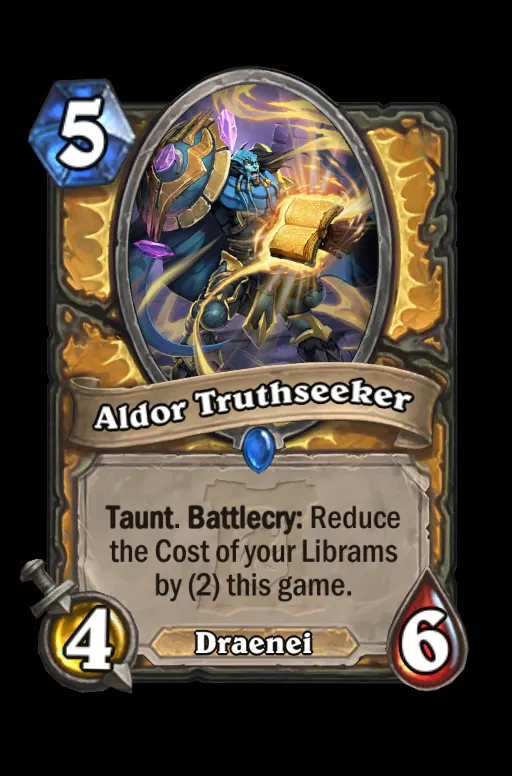 5
Aldor Truthseeker
Taunt. Battlecry: Reduce
the Cost of your Librams
by (2) this game.
4
Draenei
6